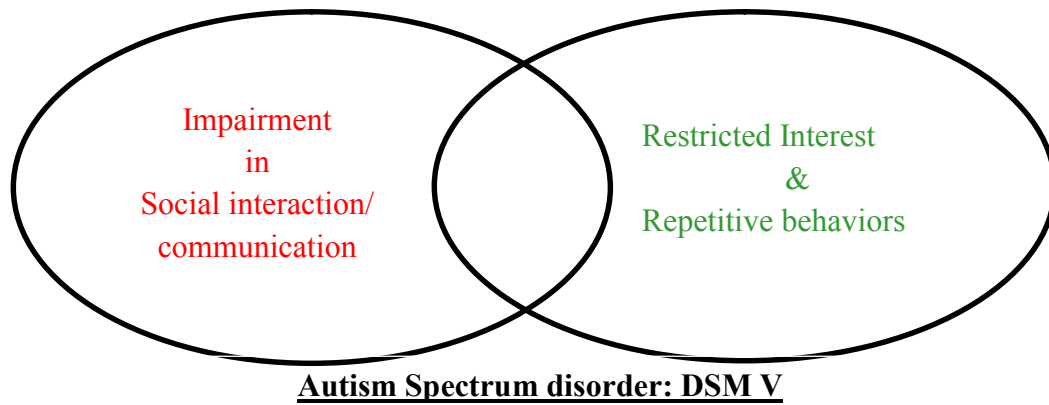 Impairment
in
Social interaction/
communication
Restricted Interest
&
Repetitive behaviors
Autism Spectrum disorder: DSM V